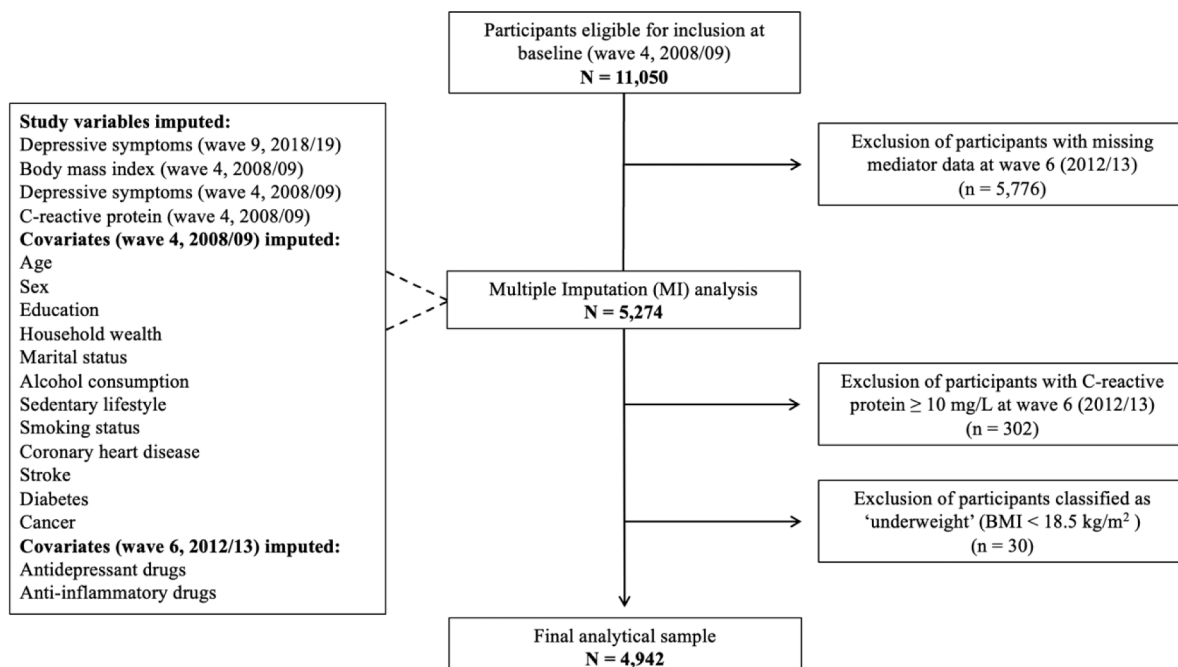 Participants eligible for inclusion at
baseline (wave 4, 2008/09)
N = 11,050
Exclusion of participants with missing
mediator data at wave 6 (2012/13)
(n = 5,776)
Study variables imputed:
Depressive symptoms (wave 9, 2018/19)
Body mass index (wave 4, 2008/09)
Depressive symptoms (wave 4, 2008/09)
C-reactive protein (wave 4, 2008/09)
Covariates (wave 4, 2008/09) imputed:
Age
Sex
Education
Household wealth
Marital status
Alcohol consumption
Sedentary lifestyle
Smoking status
Coronary heart disease
Stroke
Diabetes
Cancer
Covariates (wave 6, 2012/13) imputed:
Antidepressant drugs
Anti-inflammatory drugs
Multiple Imputation (MI) analysis
N = 5,274
Exclusion of participants with C-reactive
protein ≥ 10 mg/L at wave 6 (2012/13)
(n = 302)
Exclusion of participants classified as
‘underweight’ (BMI < 18.5 kg/m² )
(n = 30)
Final analytical sample
N = 4,942